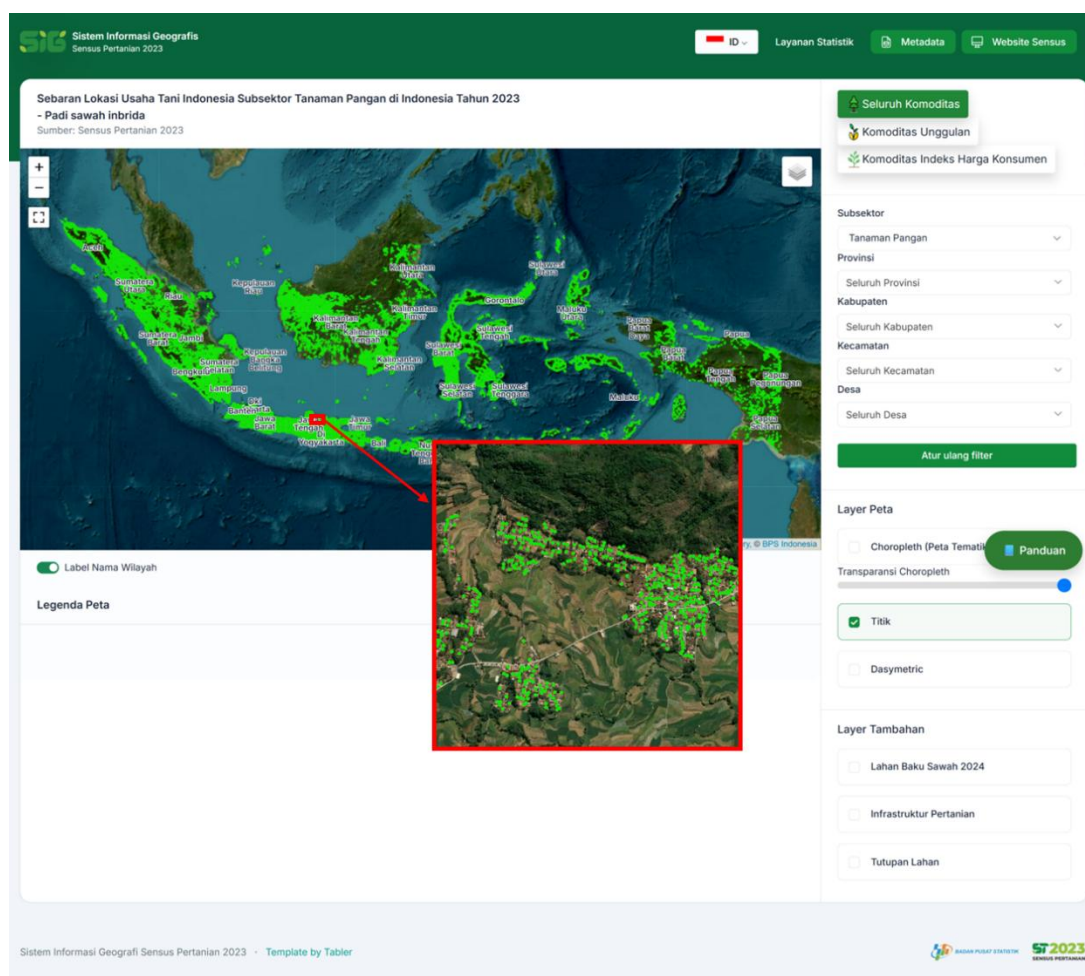 SIG
Sistem Informasi Geografis
Sensus Pertanian 2023
ID
Layanan Statistik
Metadata
Website Sensus
Sebaran Lokasi Usaha Tani Indonesia Subsektor Tanaman Pangan di Indonesia Tahun 2023
- Padi sawah inbrida
Sumber: Sensus Pertanian 2023
+
−
Aceh
Sumatera
Utara
Riau
Kepulauan
Riau
Sumatera
Barat
Jambi
Sumatera
Selatan
Bengkulu
Kepulauan
Bangka
Belitung
Lampung
Dki
Banten
Jawa
Barat
Tengah
Di
Yogyakarta
Jawa
Timur
Bali
Kalimantan
Utara
Kalimantan
Barat
Kalimantan
Timur
Kalimantan
Tengah
Kalimantan
Selatan
Sulawesi
Utara
Gorontalo
Sulawesi
Tengah
Sulawesi
Barat
Sulawesi
Selatan
Sulawesi
Tenggara
Maluku
Utara
Maluku
Papua
Barat
Daya
Papua
Barat
Papua
Papua
Tengah
Papua
Pegunungan
Papua
Selatan
© BPS Indonesia
Label Nama Wilayah
Legenda Peta
Seluruh Komoditas
Komoditas Unggulan
Komoditas Indeks Harga Konsumen
Subsektor
Tanaman Pangan
Provinsi
Seluruh Provinsi
Kabupaten
Seluruh Kabupaten
Kecamatan
Seluruh Kecamatan
Desa
Seluruh Desa
Atur ulang filter
Layer Peta
Choropleth (Peta Tematik
Panduan
Transparansi Choropleth
Titik
Dasymetric
Layer Tambahan
Lahan Baku Sawah 2024
Infrastruktur Pertanian
Tutupan Lahan
Sistem Informasi Geografi Sensus Pertanian 2023 · Template by Tabler
BADAN PUSAT STATISTIK
ST2023
SENSUS PERTANIAN